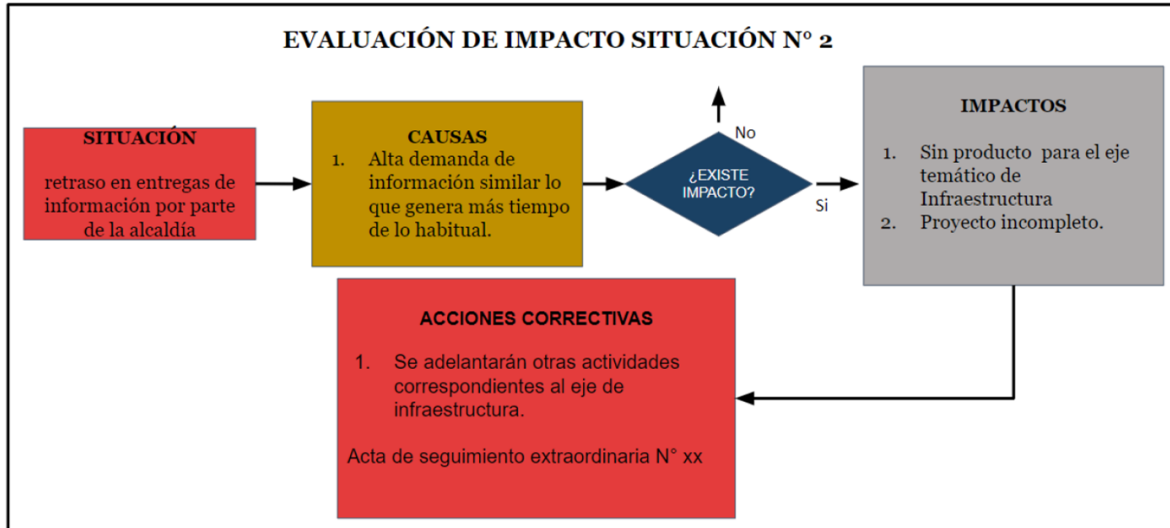 EVALUACIÓN DE IMPACTO SITUACIÓN N° 2
SITUACIÓN
retraso en entregas de
información por parte
de la alcaldía
CAUSAS
1. Alta demanda de
información similar lo
que genera más tiempo
de lo habitual.
No
¿EXISTE
IMPACTO?
Si
IMPACTOS
1. Sin producto para el eje
temático de
Infraestructura
2. Proyecto incompleto.
ACCIONES CORRECTIVAS
1. Se adelantarán otras actividades
correspondientes al eje de
infraestructura.
Acta de seguimiento extraordinaria N° xx